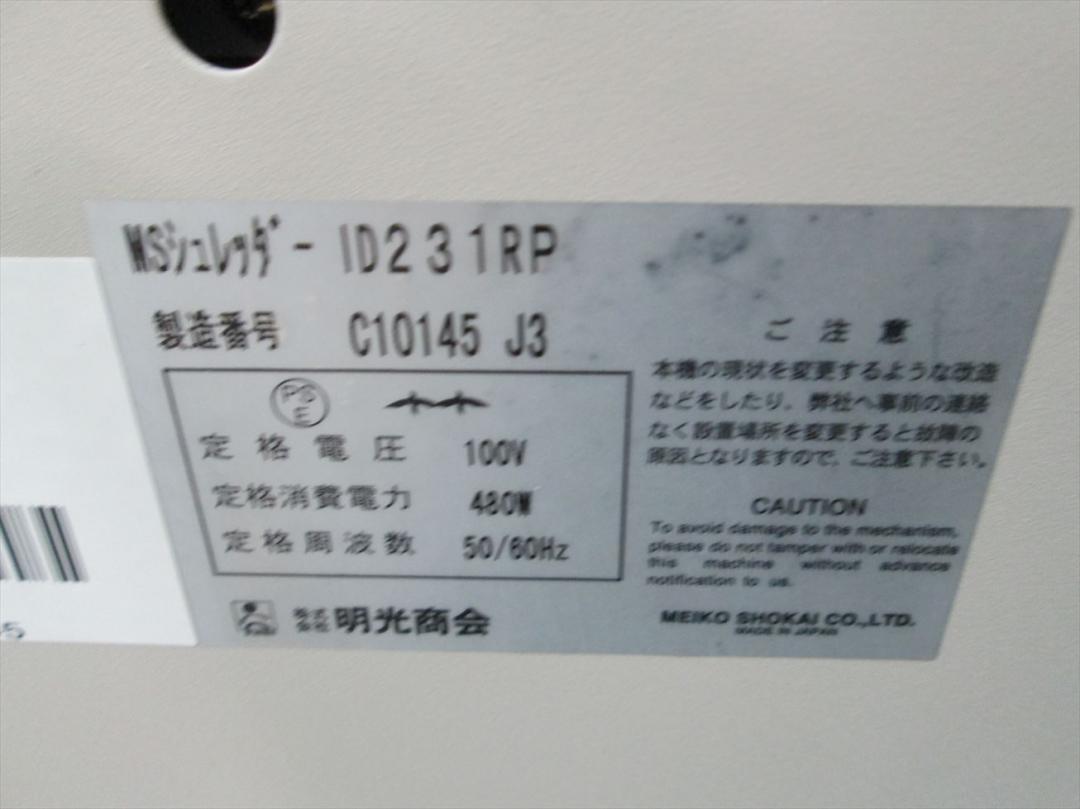 MSｼｭﾚｯﾀﾞｰ ID231RP
製造番号 C10145 J3
PS
E
定格電圧 100V
定格消費電力 480W
定格周波数 50/60Hz
株式会社 明光商会
ご注意
本機の現状を変更するような改造
などをしたり、弊社へ事前の連絡
なく設置場所を変更すると故障の
原因となりますので、ご注意下さい。
CAUTION
To avoid damage to the mechanism,
please do not tamper with or relocate
this machine without advance
notification to us.
MEIKO SHOKAI CO.,LTD.
MADE IN JAPAN
5